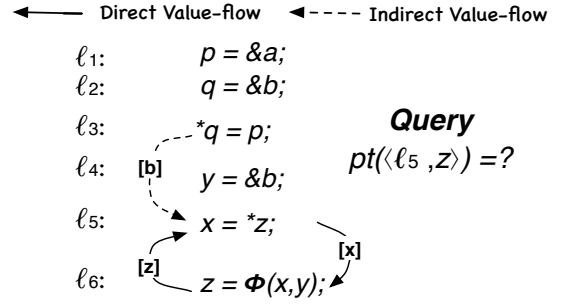 Direct Value-flow Indirect Value-flow
ℓ1: p = &a;
ℓ2: q = &b;
ℓ3: *q = p;
Query
ℓ4: [b] y = &b;
pt(⟨ℓ5 ,z⟩) =?
ℓ5: x = *z;
[z] [x]
ℓ6: z = Φ(x,y);